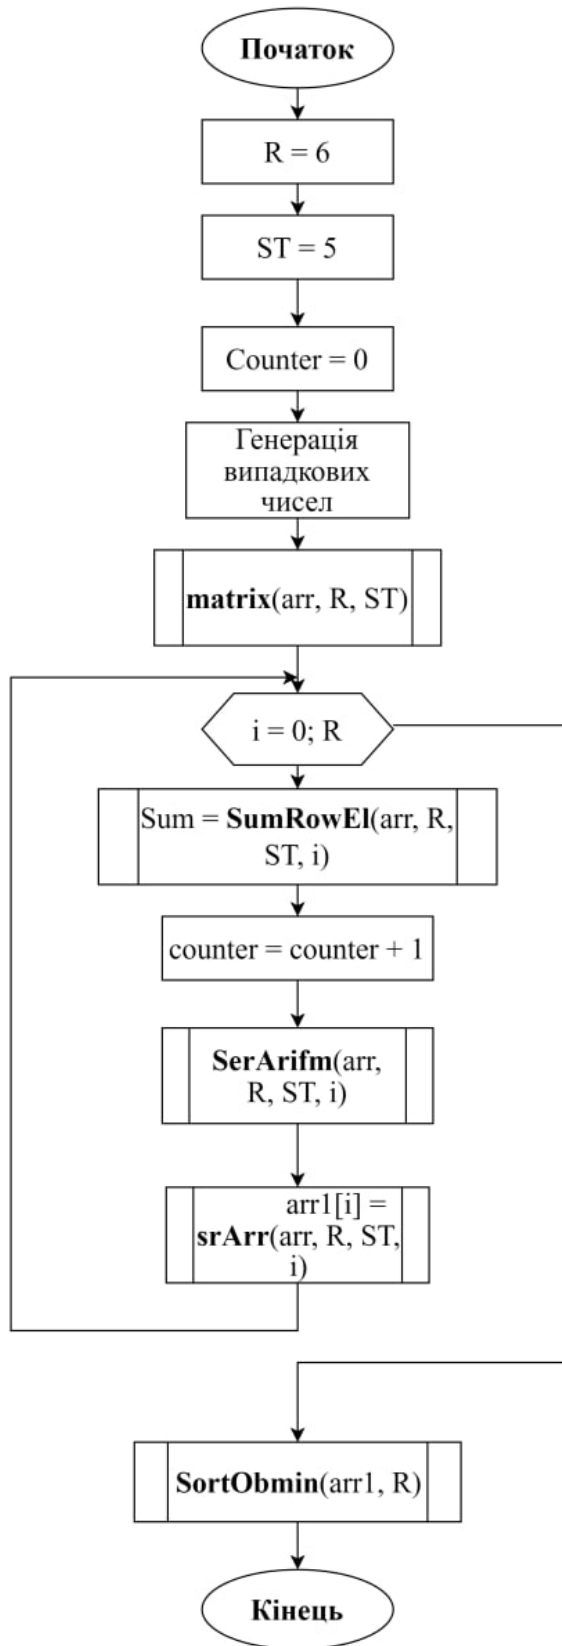 Початок
R = 6
ST = 5
Counter = 0
Генерація
випадкових
чисел
matrix(arr, R, ST)
i = 0; R
Sum = SumRowEl(arr, R,
ST, i)
counter = counter + 1
SerArifm(arr,
R, ST, i)
arr1[i] =
srArr(arr, R, ST,
i)
SortObmin(arr1, R)
Кінець